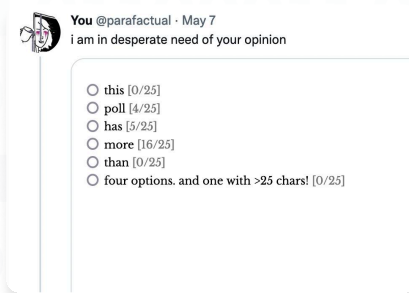 You @parafactual · May 7
i am in desperate need of your opinion
this [0/25]
poll [4/25]
has [5/25]
more [16/25]
than [0/25]
four options. and one with >25 chars! [0/25]